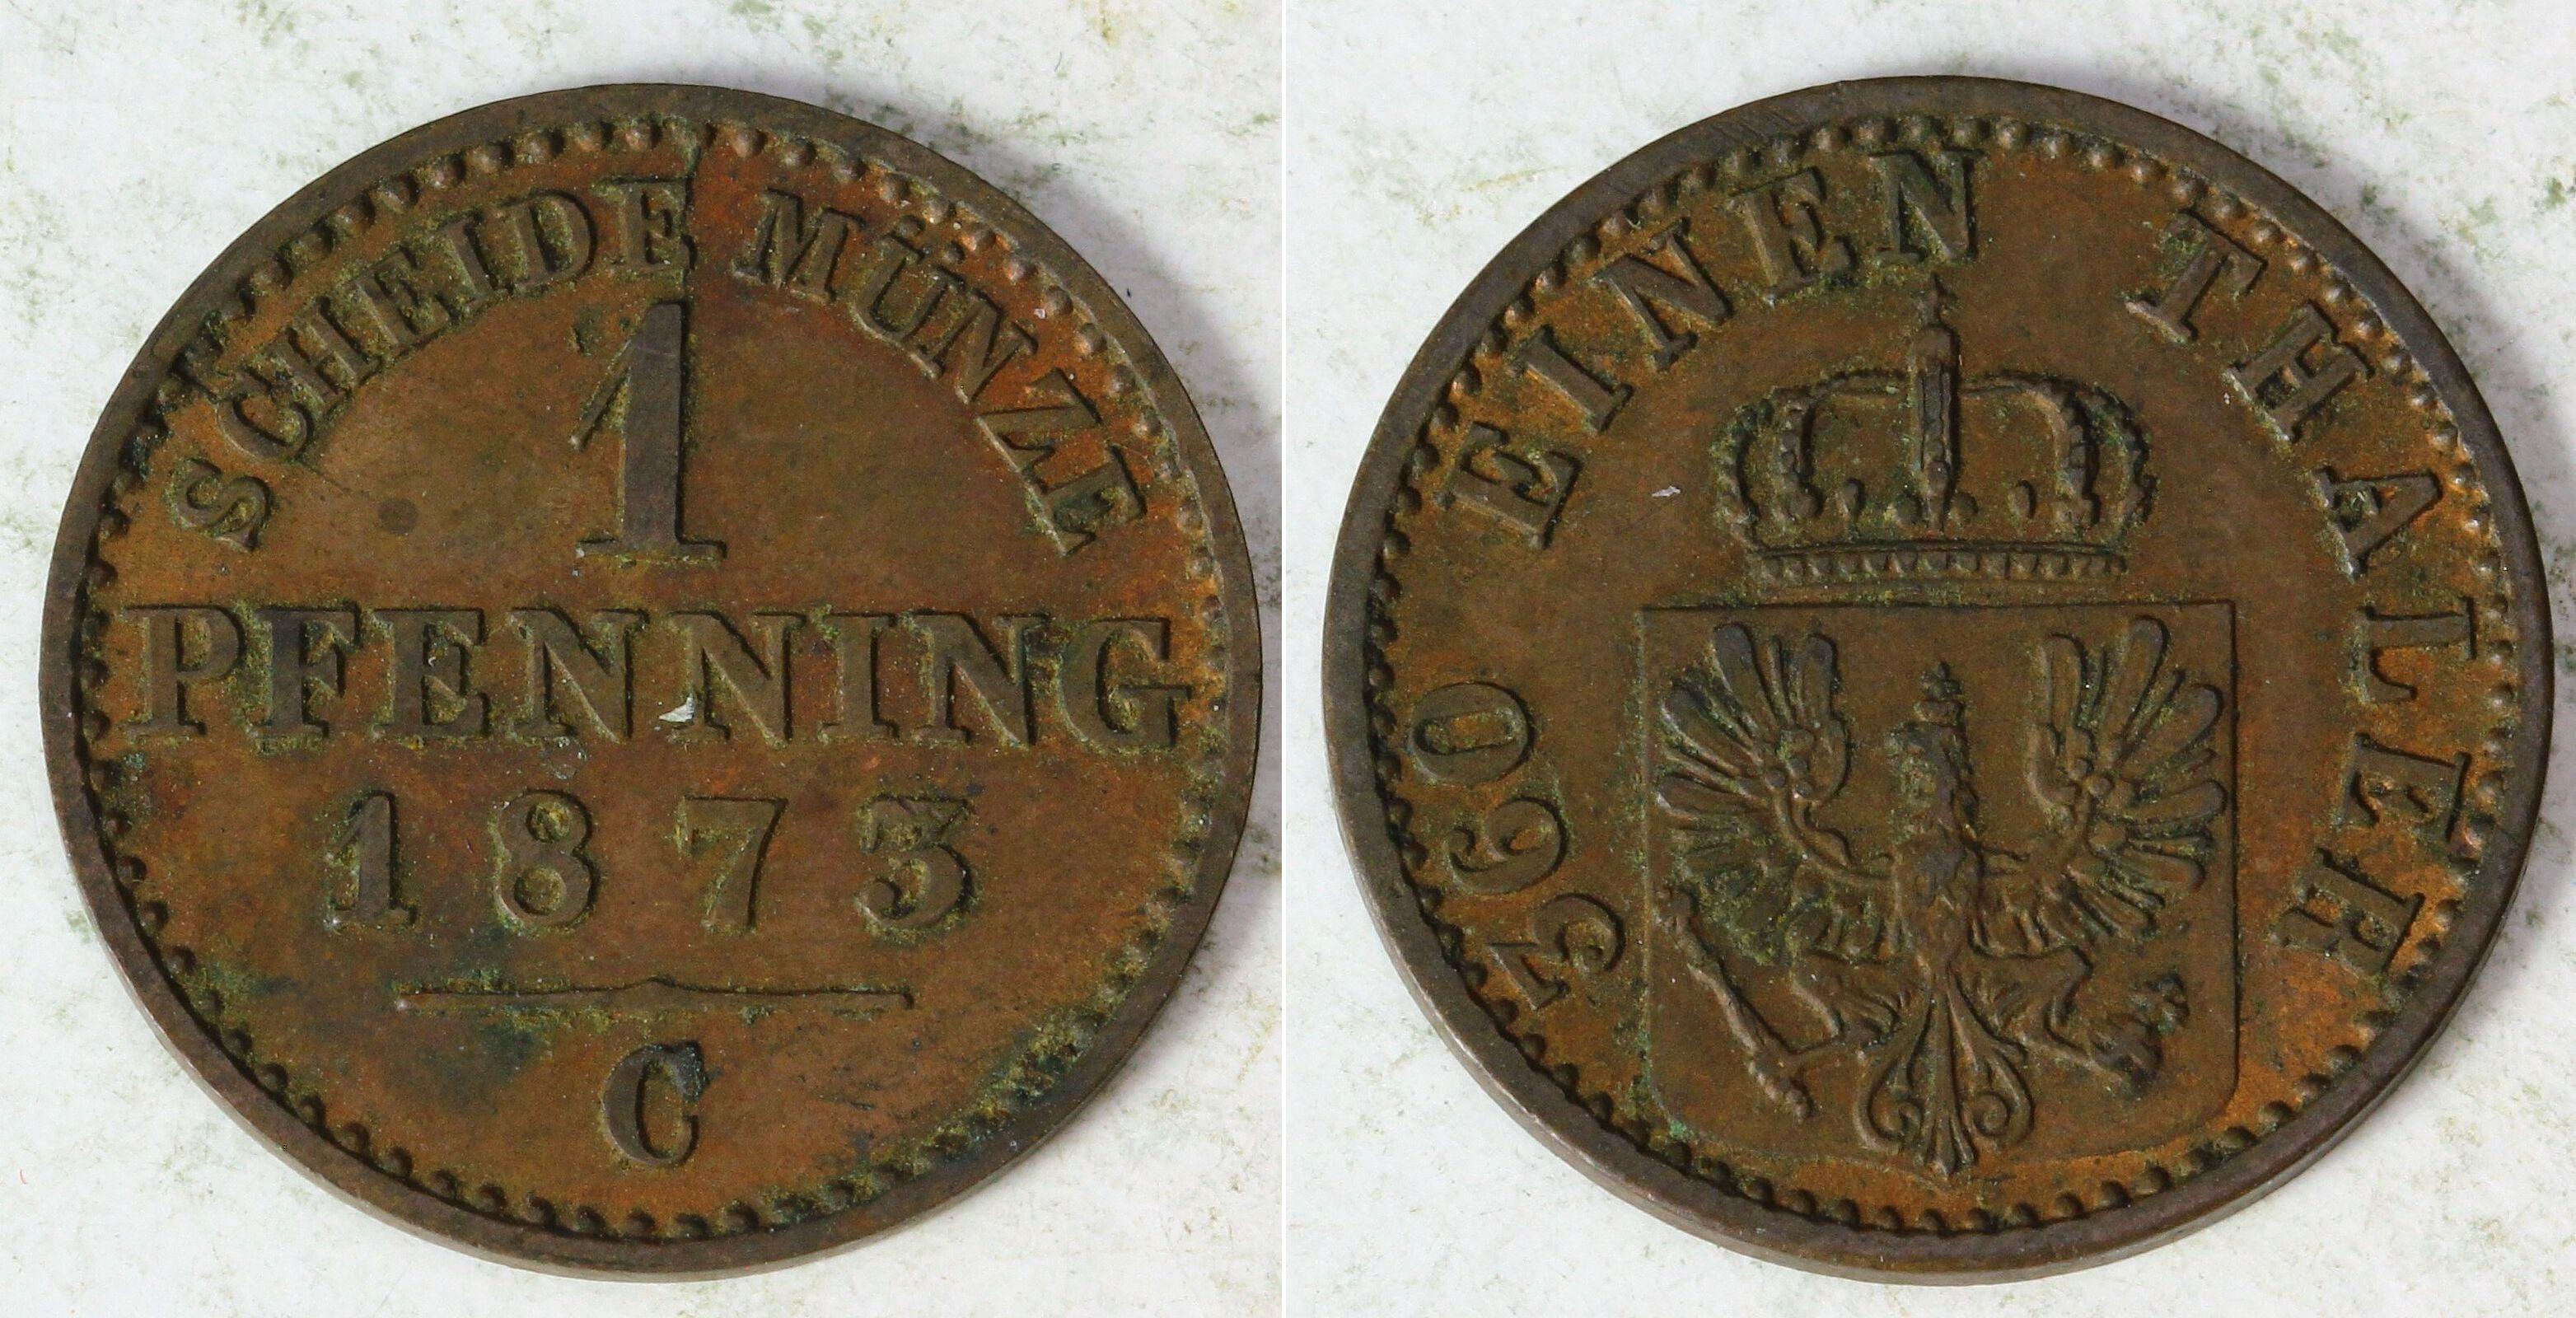 SCHEIDE MÜNZE
1
PFENNING
1873
C
360 EINEN THALER